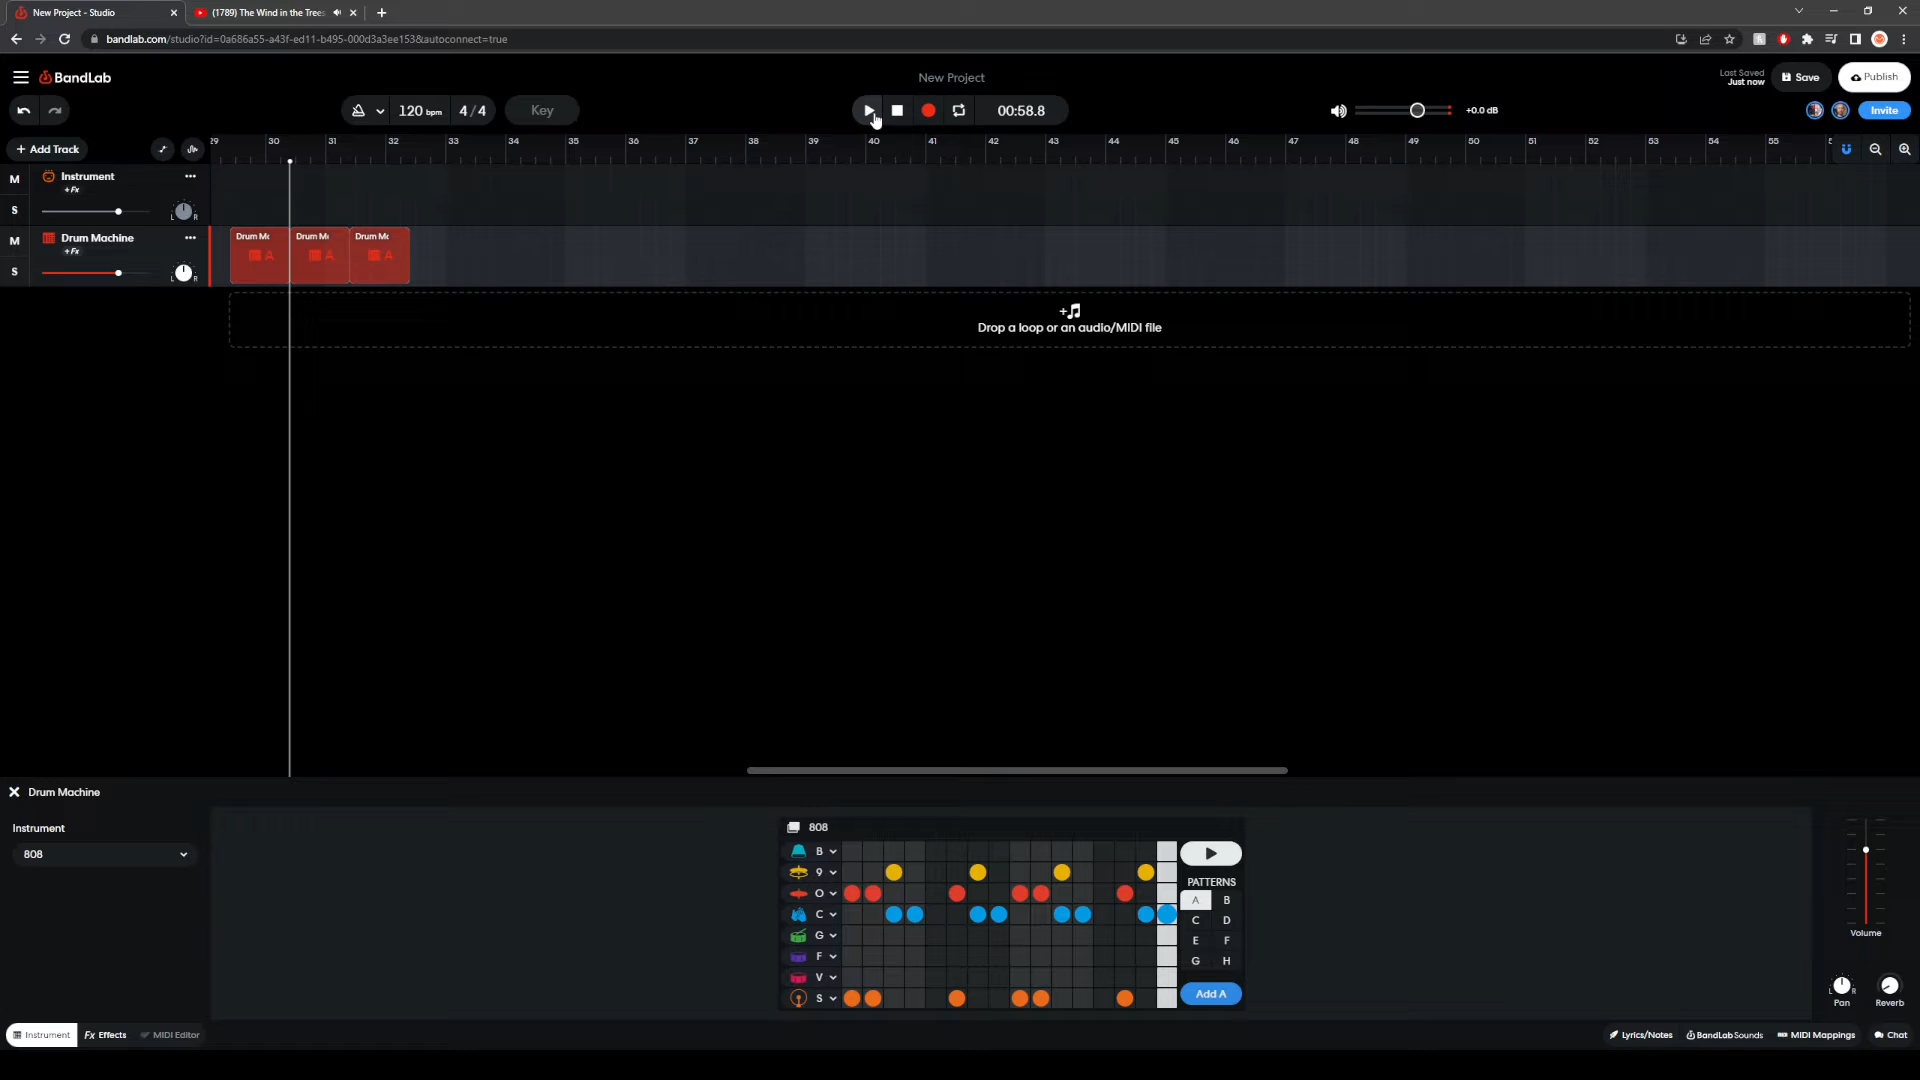 New Project - Studio
(1789) The Wind in the Trees
bandlab.com/studio?id=0a686a55-a43f-ed11-b495-000d3a3ee153&autoconnect=true
BandLab
New Project
Last Saved
Just now
Save
Publish
120 bpm
4/4
Key
00:58.8
+0.0 dB
Invite
+ Add Track
29 30 31 32 33 34 35 36 37 38 39 40 41 42 43 44 45 46 47 48 49 50 51 52 53 54 55
M
Instrument
+Fx
S
L R
M
Drum Machine
+Fx
S
L R
Drum Mc
A
Drum Mc
A
Drum Mc
A
Drop a loop or an audio/MIDI file
Drum Machine
Instrument
808
808
B
9
O
C
G
F
V
S
PATTERNS
A B
C D
E F
G H
Add A
Volume
L R
Pan
Reverb
Instrument
Fx Effects
MIDI Editor
Lyrics/Notes
BandLab Sounds
MIDI Mappings
Chat